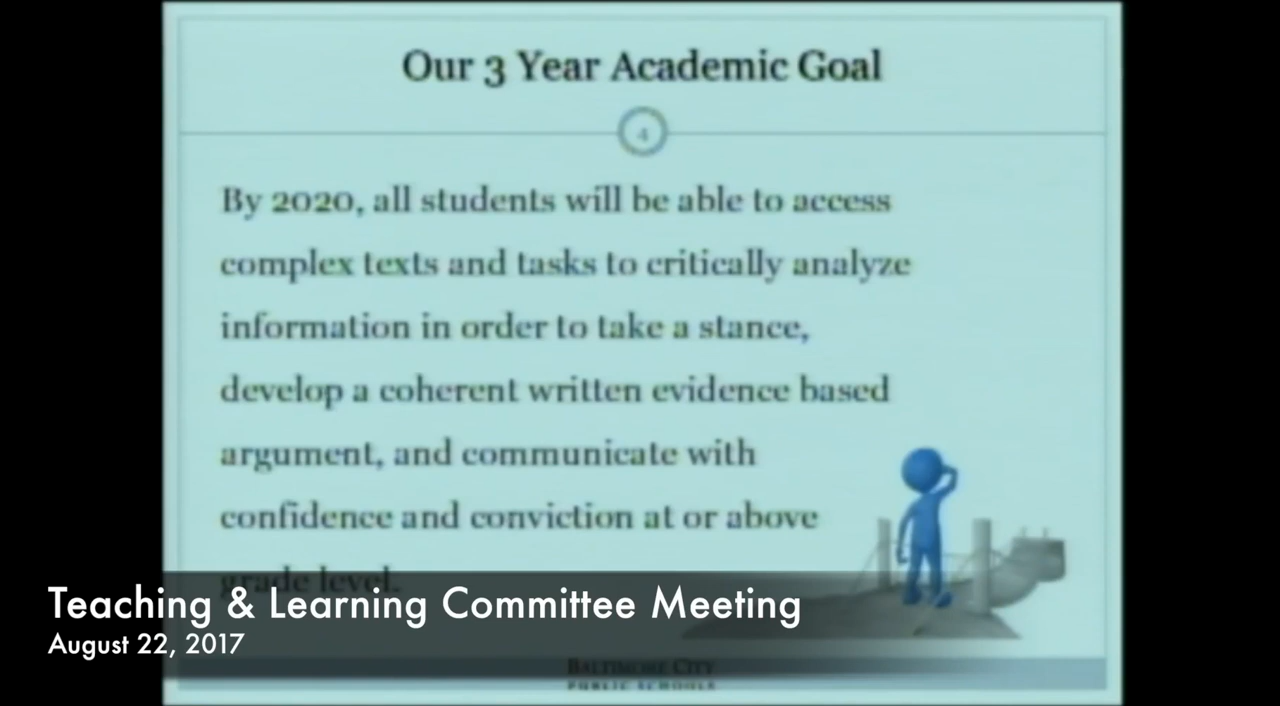 Our 3 Year Academic Goal
4
By 2020, all students will be able to access
complex texts and tasks to critically analyze
information in order to take a stance,
develop a coherent written evidence based
argument, and communicate with
confidence and conviction at or above
grade level.
Teaching & Learning Committee Meeting
August 22, 2017
BALTIMORE CITY
PUBLIC SCHOOLS